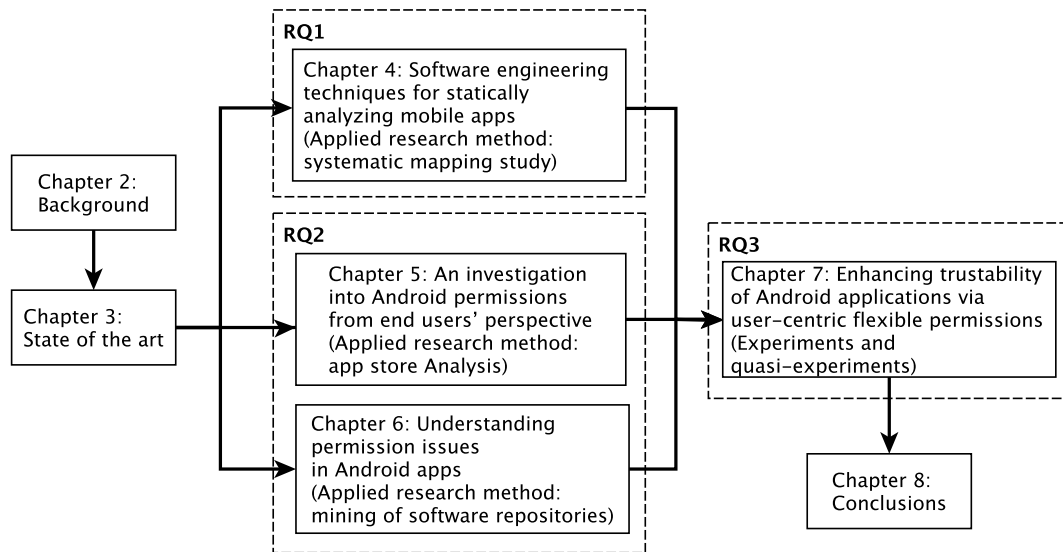 Chapter 2:
Background
Chapter 3:
State of the art
RQ1
Chapter 4: Software engineering
techniques for statically
analyzing mobile apps
(Applied research method:
systematic mapping study)
RQ2
Chapter 5: An investigation
into Android permissions
from end users' perspective
(Applied research method:
app store Analysis)
Chapter 6: Understanding
permission issues
in Android apps
(Applied research method:
mining of software repositories)
RQ3
Chapter 7: Enhancing trustability
of Android applications via
user-centric flexible permissions
(Experiments and
quasi-experiments)
Chapter 8:
Conclusions